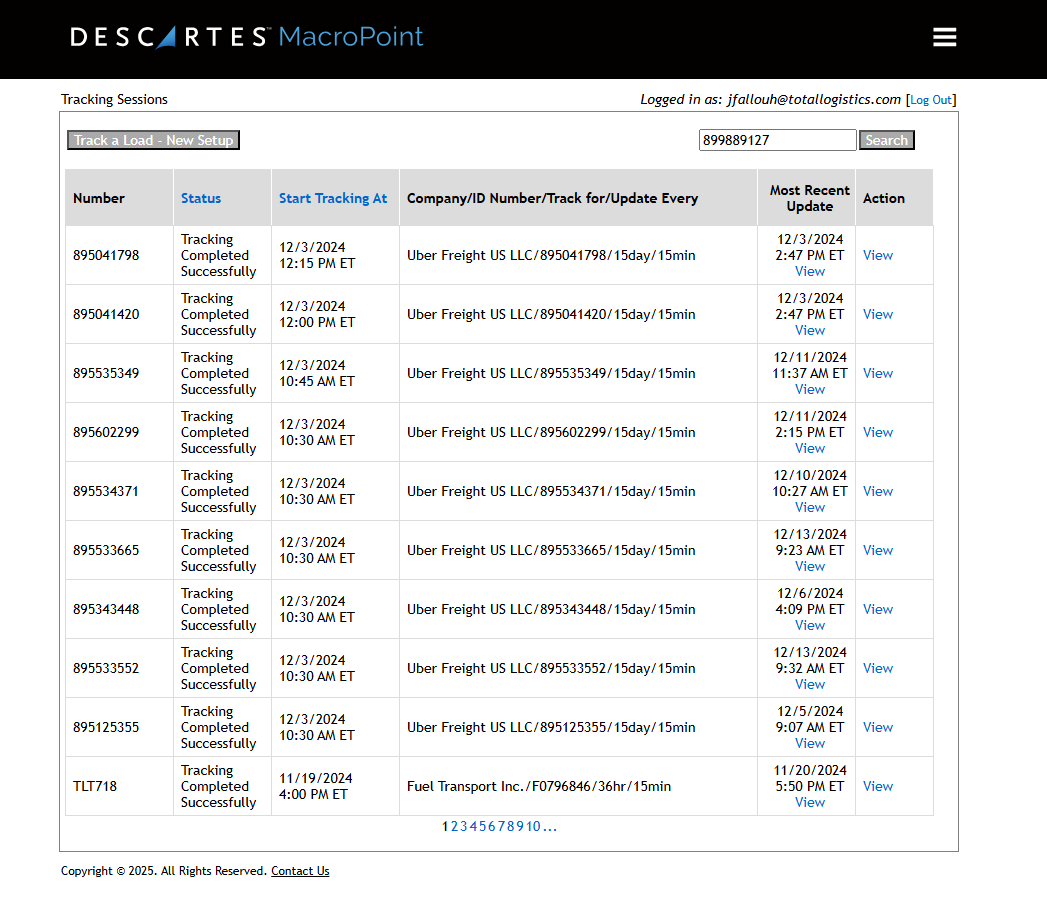 DESCARTES™ MacroPoint
Tracking Sessions
Logged in as: jfallouh@totallogistics.com [Log Out]
Track a Load - New Setup
899889127
Search
Number
Status
Start Tracking At
Company/ID Number/Track for/Update Every
Most Recent
Update
Action
895041798
Tracking
Completed
Successfully
12/3/2024
12:15 PM ET
Uber Freight US LLC/895041798/15day/15min
12/3/2024
2:47 PM ET
View
View
895041420
Tracking
Completed
Successfully
12/3/2024
12:00 PM ET
Uber Freight US LLC/895041420/15day/15min
12/3/2024
2:47 PM ET
View
View
895535349
Tracking
Completed
Successfully
12/3/2024
10:45 AM ET
Uber Freight US LLC/895535349/15day/15min
12/11/2024
11:37 AM ET
View
View
895602299
Tracking
Completed
Successfully
12/3/2024
10:30 AM ET
Uber Freight US LLC/895602299/15day/15min
12/11/2024
2:15 PM ET
View
View
895534371
Tracking
Completed
Successfully
12/3/2024
10:30 AM ET
Uber Freight US LLC/895534371/15day/15min
12/10/2024
10:27 AM ET
View
View
895533665
Tracking
Completed
Successfully
12/3/2024
10:30 AM ET
Uber Freight US LLC/895533665/15day/15min
12/13/2024
9:23 AM ET
View
View
895343448
Tracking
Completed
Successfully
12/3/2024
10:30 AM ET
Uber Freight US LLC/895343448/15day/15min
12/6/2024
4:09 PM ET
View
View
895533552
Tracking
Completed
Successfully
12/3/2024
10:30 AM ET
Uber Freight US LLC/895533552/15day/15min
12/13/2024
9:32 AM ET
View
View
895125355
Tracking
Completed
Successfully
12/3/2024
10:30 AM ET
Uber Freight US LLC/895125355/15day/15min
12/5/2024
9:07 AM ET
View
View
TLT718
Tracking
Completed
Successfully
11/19/2024
4:00 PM ET
Fuel Transport Inc./F0796846/36hr/15min
11/20/2024
5:50 PM ET
View
View
1 2 3 4 5 6 7 8 9 10 ...
Copyright © 2025. All Rights Reserved. Contact Us